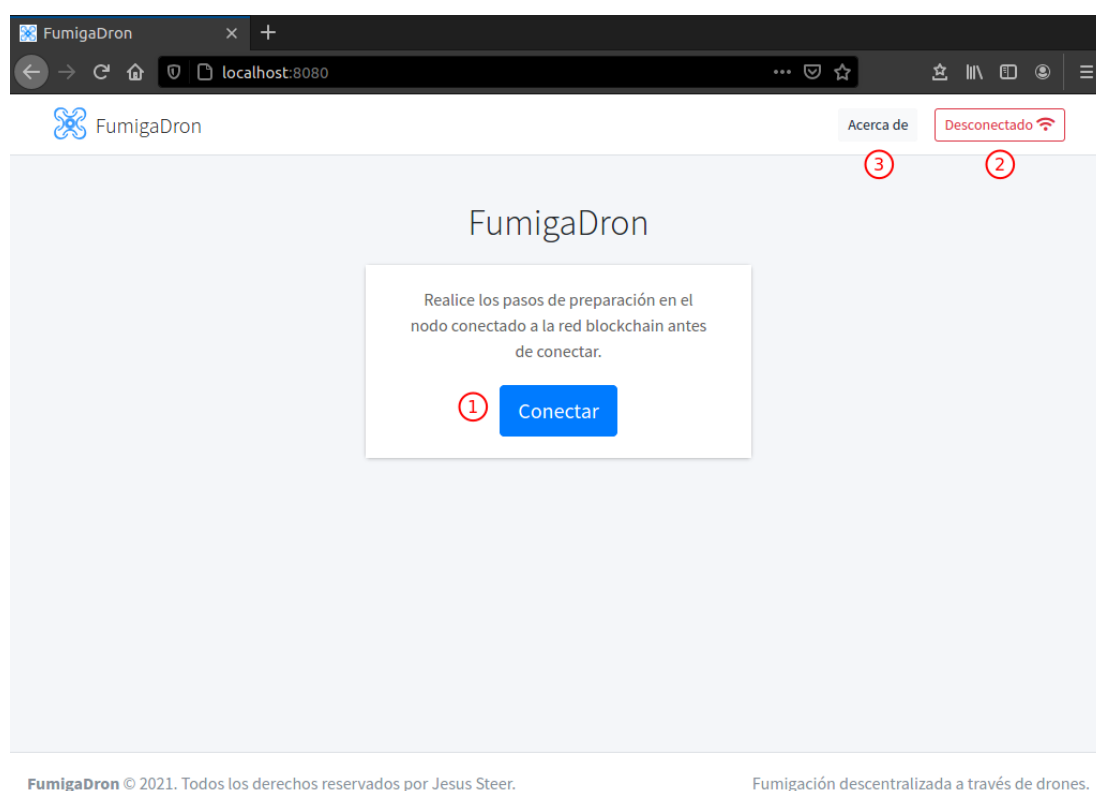 FumigaDron
localhost:8080
FumigaDron
Acerca de
Desconectado
3
2
FumigaDron
Realice los pasos de preparación en el
nodo conectado a la red blockchain antes
de conectar.
1
Conectar
FumigaDron © 2021. Todos los derechos reservados por Jesus Steer.
Fumigación descentralizada a través de drones.